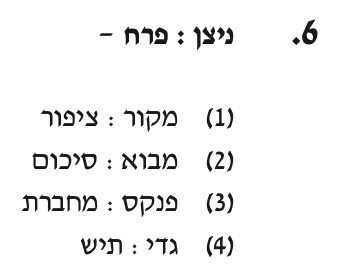 6. ניצן : פרח –
(1) מקור : ציפור
(2) מבוא : סיכום
(3) פנקס : מחברת
(4) גדי : תיש